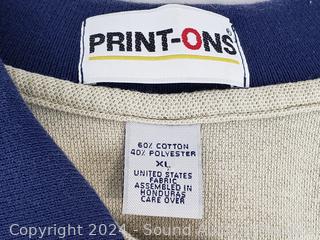 PRINT-ONS®
60% COTTON
40% POLYESTER
XL
UNITED STATES
FABRIC
ASSEMBLED IN
HONDURAS
CARE OVER
Copyright 2024 - Sound A